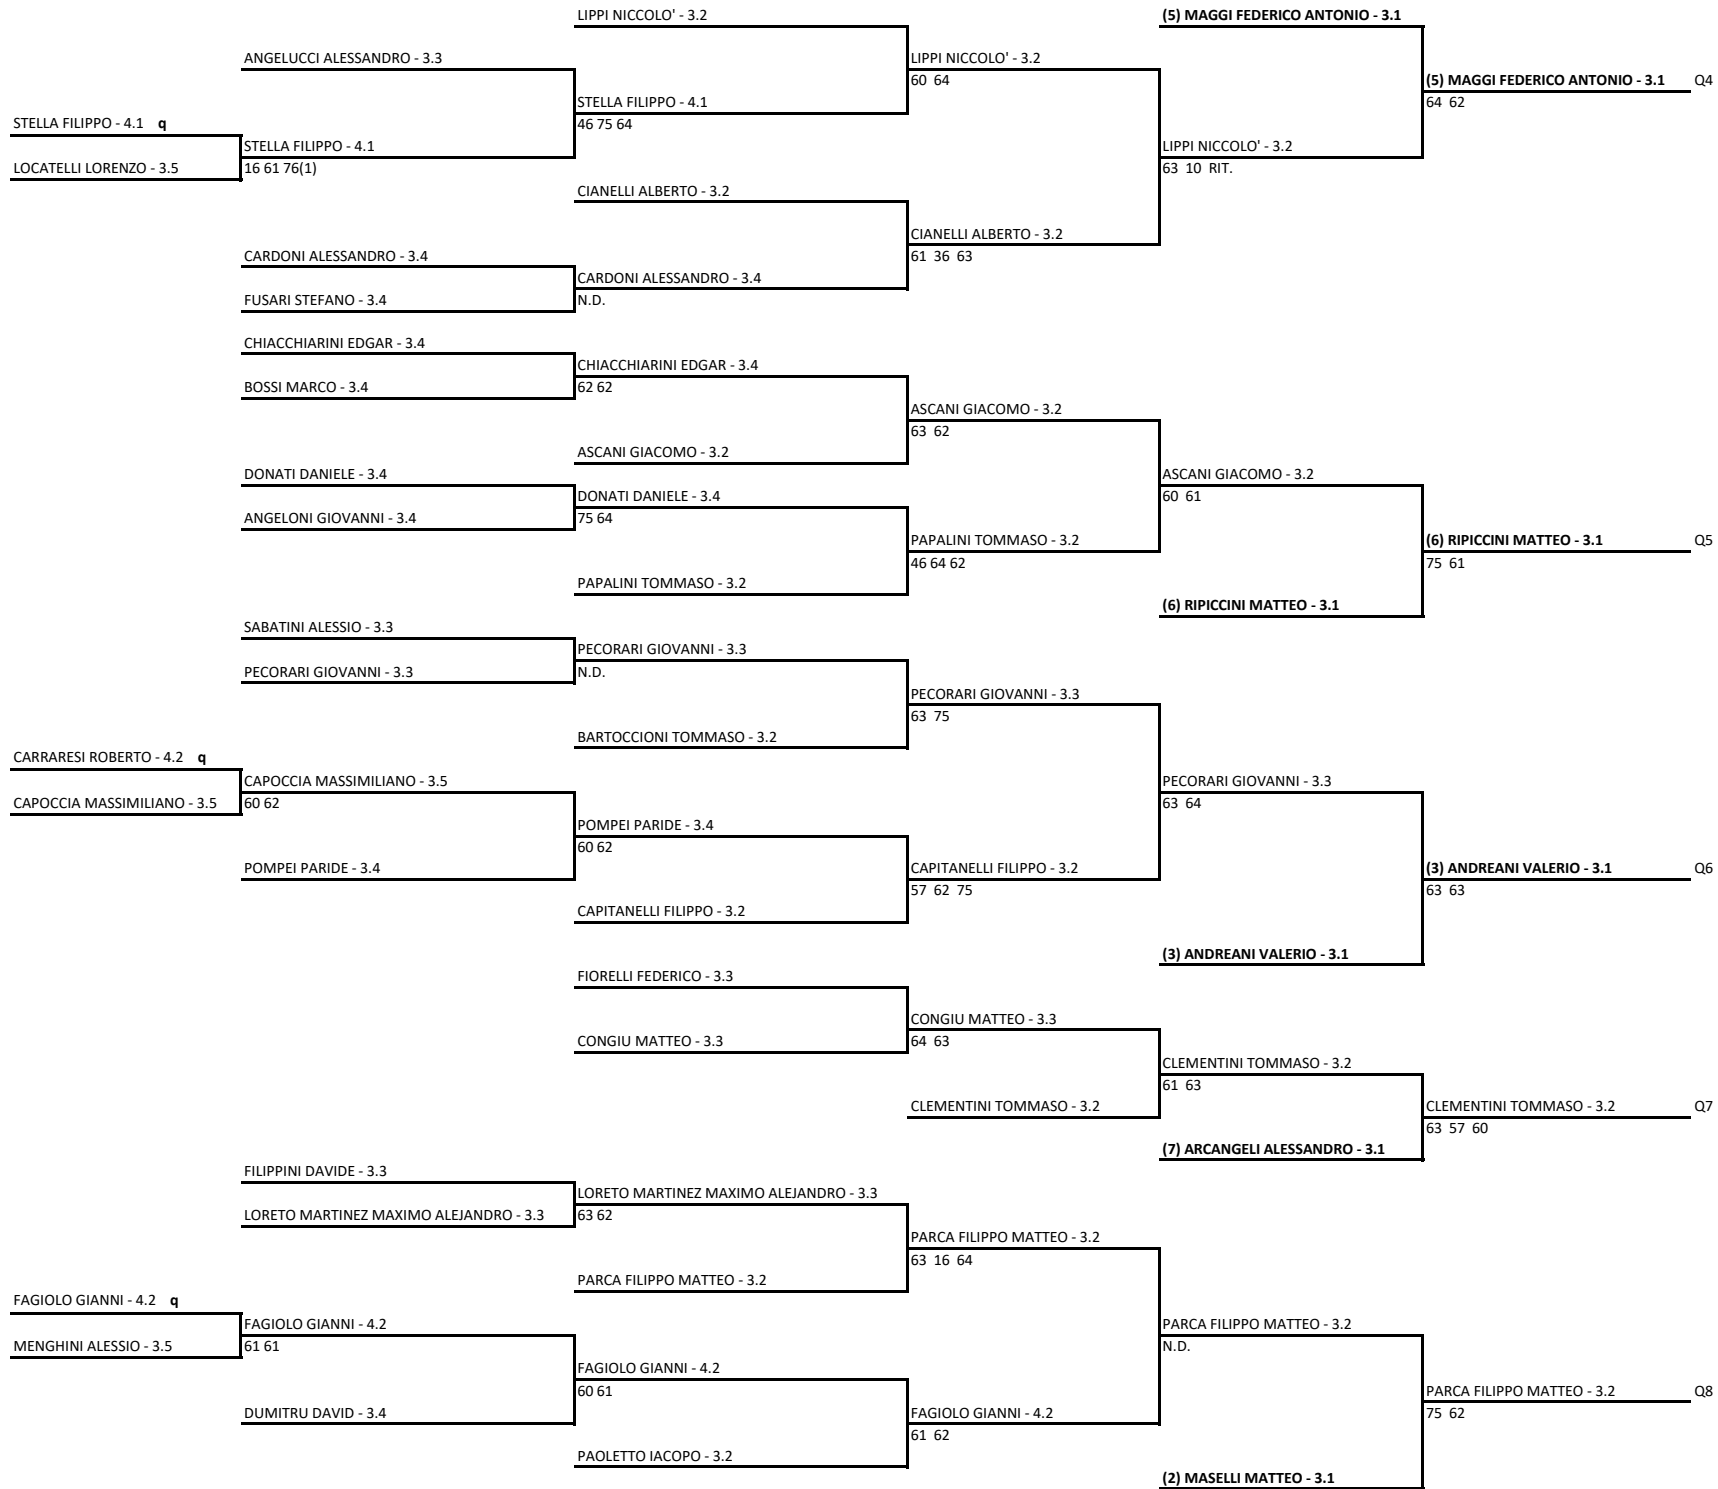 LIPPI NICCOLO' - 3.2
(5) MAGGI FEDERICO ANTONIO - 3.1
ANGELUCCI ALESSANDRO - 3.3
LIPPI NICCOLO' - 3.2
60 64
(5) MAGGI FEDERICO ANTONIO - 3.1 Q4
64 62
STELLA FILIPPO - 4.1
46 75 64
STELLA FILIPPO - 4.1 q
STELLA FILIPPO - 4.1
LIPPI NICCOLO' - 3.2
LOCATELLI LORENZO - 3.5
16 61 76(1)
63 10 RIT.
CIANELLI ALBERTO - 3.2
CIANELLI ALBERTO - 3.2
61 36 63
CARDONI ALESSANDRO - 3.4
CARDONI ALESSANDRO - 3.4
FUSARI STEFANO - 3.4
N.D.
CHIACCHIARINI EDGAR - 3.4
CHIACCHIARINI EDGAR - 3.4
BOSSI MARCO - 3.4
62 62
ASCANI GIACOMO - 3.2
63 62
ASCANI GIACOMO - 3.2
DONATI DANIELE - 3.4
ASCANI GIACOMO - 3.2
60 61
DONATI DANIELE - 3.4
ANGELONI GIOVANNI - 3.4
75 64
PAPALINI TOMMASO - 3.2
46 64 62
(6) RIPICCINI MATTEO - 3.1 Q5
75 61
PAPALINI TOMMASO - 3.2
(6) RIPICCINI MATTEO - 3.1
SABATINI ALESSIO - 3.3
PECORARI GIOVANNI - 3.3
PECORARI GIOVANNI - 3.3
N.D.
PECORARI GIOVANNI - 3.3
63 75
BARTOCCIONI TOMMASO - 3.2
CARRARESI ROBERTO - 4.2 q
CAPOCCIA MASSIMILIANO - 3.5
PECORARI GIOVANNI - 3.3
CAPOCCIA MASSIMILIANO - 3.5
60 62
63 64
POMPEI PARIDE - 3.4
60 62
POMPEI PARIDE - 3.4
CAPITANELLI FILIPPO - 3.2
57 62 75
(3) ANDREANI VALERIO - 3.1 Q6
63 63
CAPITANELLI FILIPPO - 3.2
(3) ANDREANI VALERIO - 3.1
FIORELLI FEDERICO - 3.3
CONGIU MATTEO - 3.3
64 63
CONGIU MATTEO - 3.3
CLEMENTINI TOMMASO - 3.2
61 63
CLEMENTINI TOMMASO - 3.2
CLEMENTINI TOMMASO - 3.2 Q7
63 57 60
(7) ARCANGELI ALESSANDRO - 3.1
FILIPPINI DAVIDE - 3.3
LORETO MARTINEZ MAXIMO ALEJANDRO - 3.3
LORETO MARTINEZ MAXIMO ALEJANDRO - 3.3
63 62
PARCA FILIPPO MATTEO - 3.2
63 16 64
PARCA FILIPPO MATTEO - 3.2
FAGIOLO GIANNI - 4.2 q
FAGIOLO GIANNI - 4.2
PARCA FILIPPO MATTEO - 3.2
MENGHINI ALESSIO - 3.5
61 61
N.D.
FAGIOLO GIANNI - 4.2
60 61
PARCA FILIPPO MATTEO - 3.2 Q8
75 62
DUMITRU DAVID - 3.4
FAGIOLO GIANNI - 4.2
61 62
PAOLETTO IACOPO - 3.2
(2) MASELLI MATTEO - 3.1